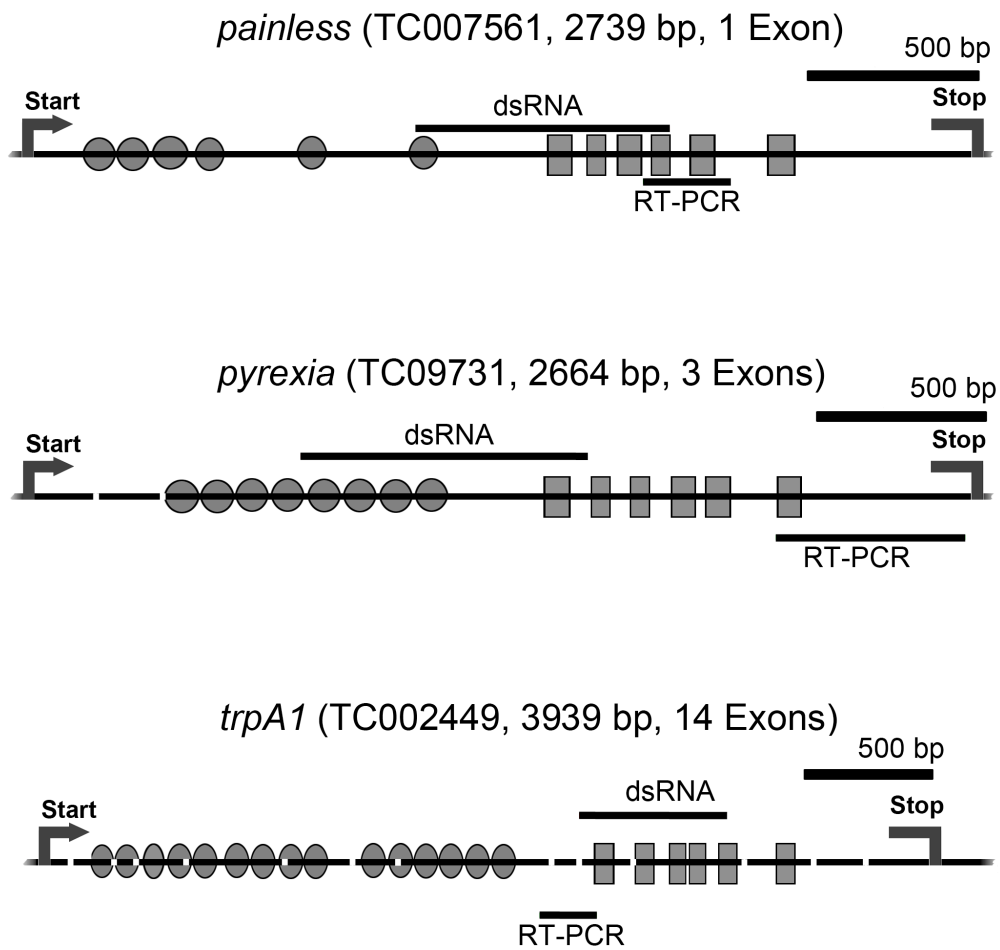 painless (TC007561, 2739 bp, 1 Exon)
500 bp
Start
dsRNA
Stop
RT-PCR
pyrexia (TC09731, 2664 bp, 3 Exons)
500 bp
Start
dsRNA
Stop
RT-PCR
trpA1 (TC002449, 3939 bp, 14 Exons)
500 bp
Start
dsRNA
Stop
RT-PCR